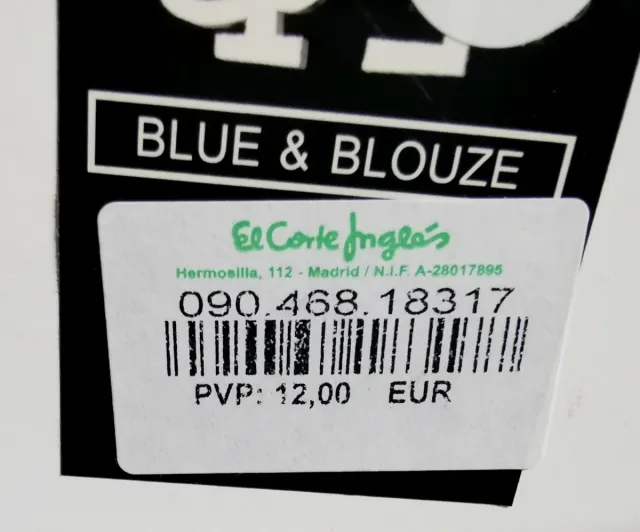 BLUE & BLOUZE
El Corte Inglés
Hermosilla, 112 - Madrid / N.I.F. A-28017895
090.468.18317
PVP: 12,00 EUR